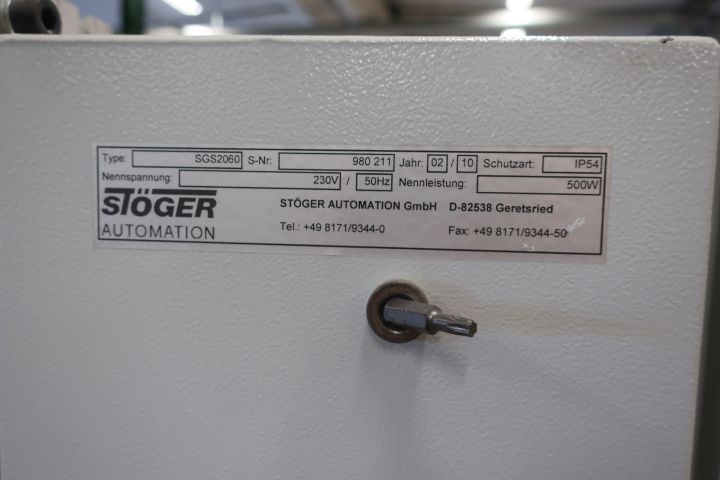 Type: SGS2060 S-Nr: 980 211 Jahr: 02 / 10 Schutzart: IP54
Nennspannung: 230V / 50Hz Nennleistung: 500W
STÖGER AUTOMATION
STÖGER AUTOMATION GmbH D-82538 Geretsried
Tel.: +49 8171/9344-0 Fax: +49 8171/9344-50